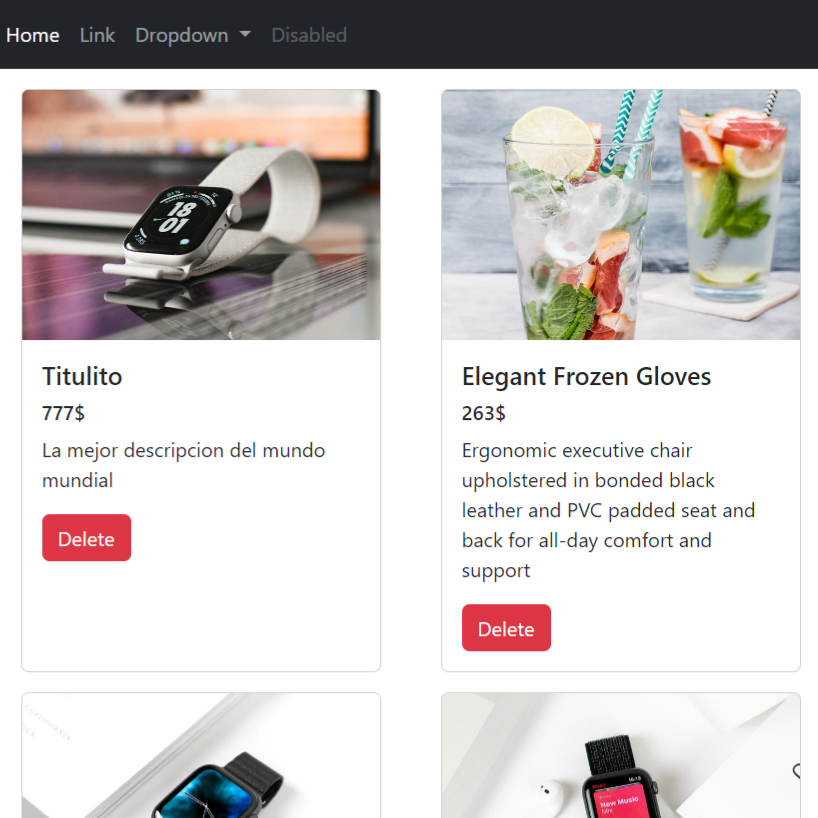 Home Link Dropdown Disabled
18
01
Titulito
777$
La mejor descripcion del mundo
mundial
Delete
Elegant Frozen Gloves
263$
Ergonomic executive chair
upholstered in bonded black
leather and PVC padded seat and
back for all-day comfort and
support
Delete
Music
New Music
Mix